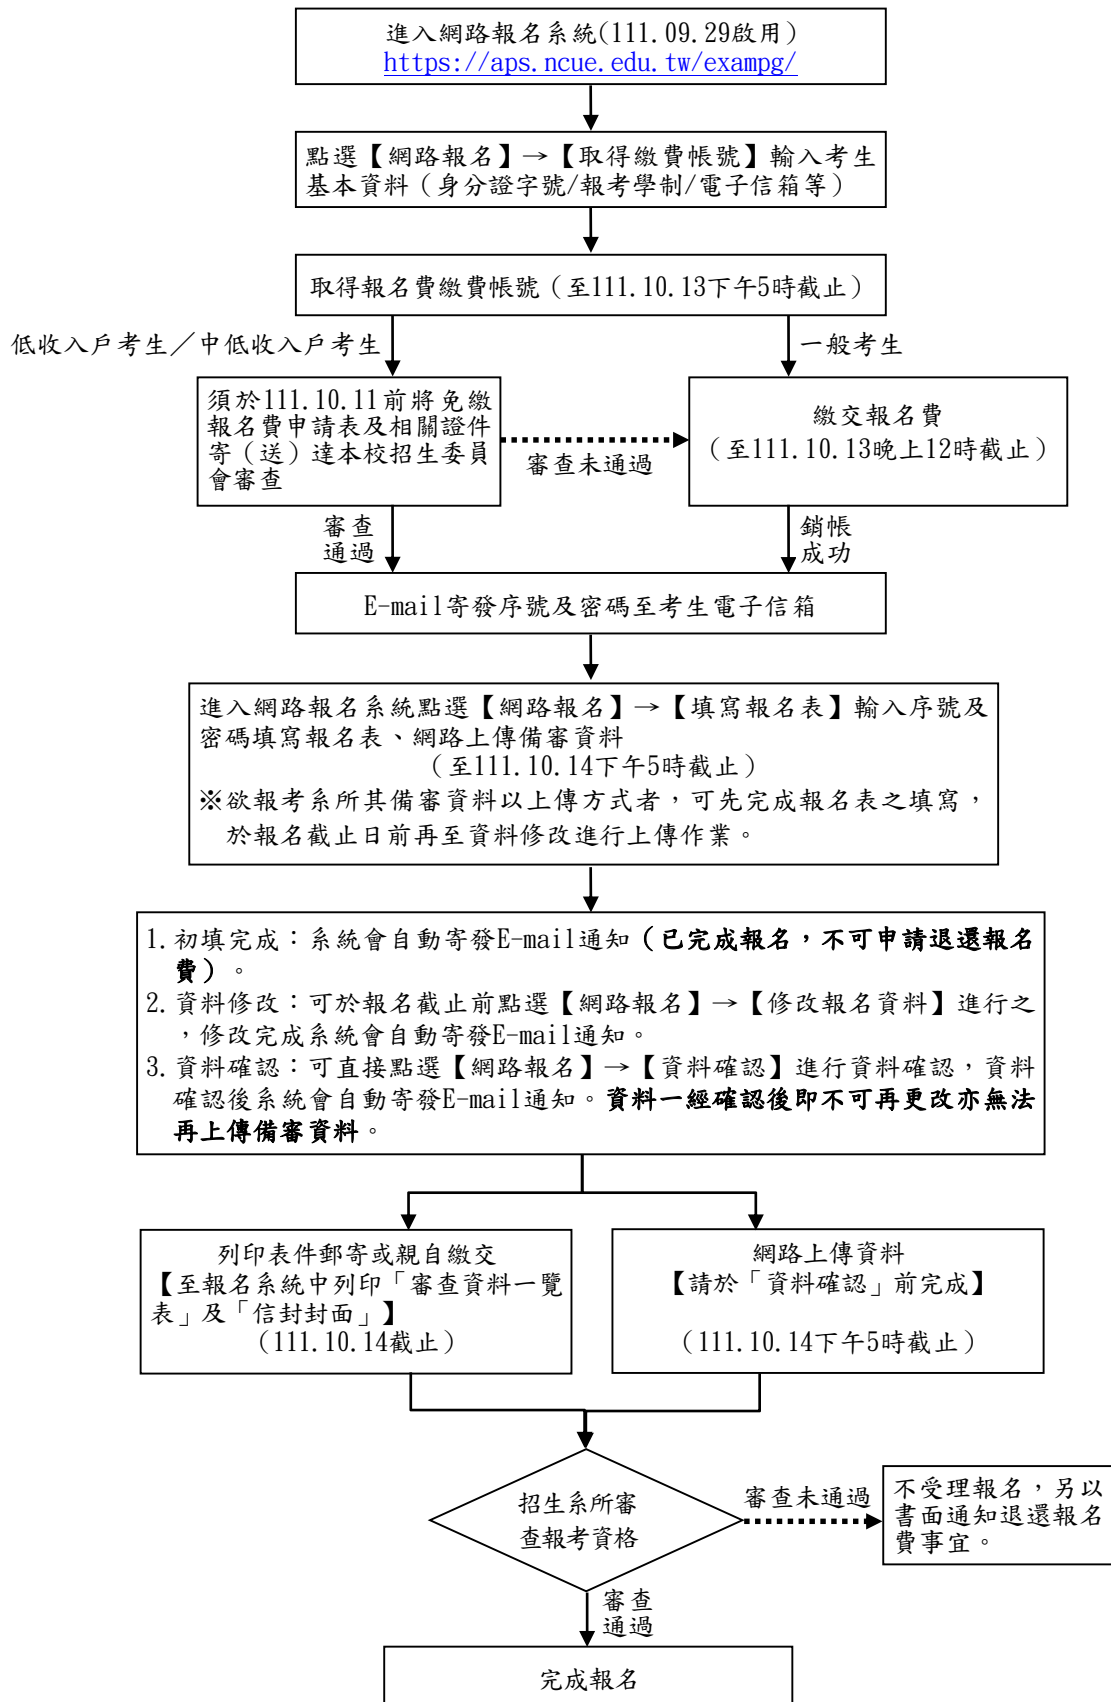 進入網路報名系統(111.09.29啟用)
https://aps.ncue.edu.tw/exampg/
點選【網路報名】→【取得繳費帳號】輸入考生
基本資料（身分證字號/報考學制/電子信箱等）
取得報名費繳費帳號（至111.10.13下午5時截止）
低收入戶考生／中低收入戶考生
一般考生
須於111.10.11前將免繳
報名費申請表及相關證件
寄（送）達本校招生委員
會審查
審查未通過
繳交報名費
（至111.10.13晚上12時截止）
審查
通過
銷帳
成功
E-mail寄發序號及密碼至考生電子信箱
進入網路報名系統點選【網路報名】→【填寫報名表】輸入序號及
密碼填寫報名表、網路上傳備審資料
（至111.10.14下午5時截止）
※欲報考系所其備審資料以上傳方式者，可先完成報名表之填寫，
於報名截止日前再至資料修改進行上傳作業。
1.初填完成：系統會自動寄發E-mail通知（已完成報名，不可申請退還報名
費）。
2.資料修改：可於報名截止前點選【網路報名】→【修改報名資料】進行之
，修改完成系統會自動寄發E-mail通知。
3.資料確認：可直接點選【網路報名】→【資料確認】進行資料確認，資料
確認後系統會自動寄發E-mail通知。資料一經確認後即不可再更改亦無法
再上傳備審資料。
列印表件郵寄或親自繳交
【至報名系統中列印「審查資料一覽
表」及「信封封面」】
（111.10.14截止）
網路上傳資料
【請於「資料確認」前完成】
（111.10.14下午5時截止）
招生系所審
查報考資格
審查未通過
不受理報名，另以
書面通知退還報名
費事宜。
審查
通過
完成報名